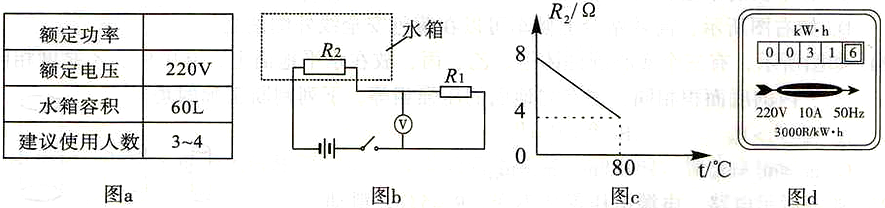 额定功率
额定电压 220V
水箱容积 60L
建议使用人数 3~4
图a
水箱
R2
R1
V
图b
R2/Ω
8
4
0
80
t/℃
图c
kW·h
0 0 3 1 6
220V 10A 50Hz
3000R/kW·h
图d